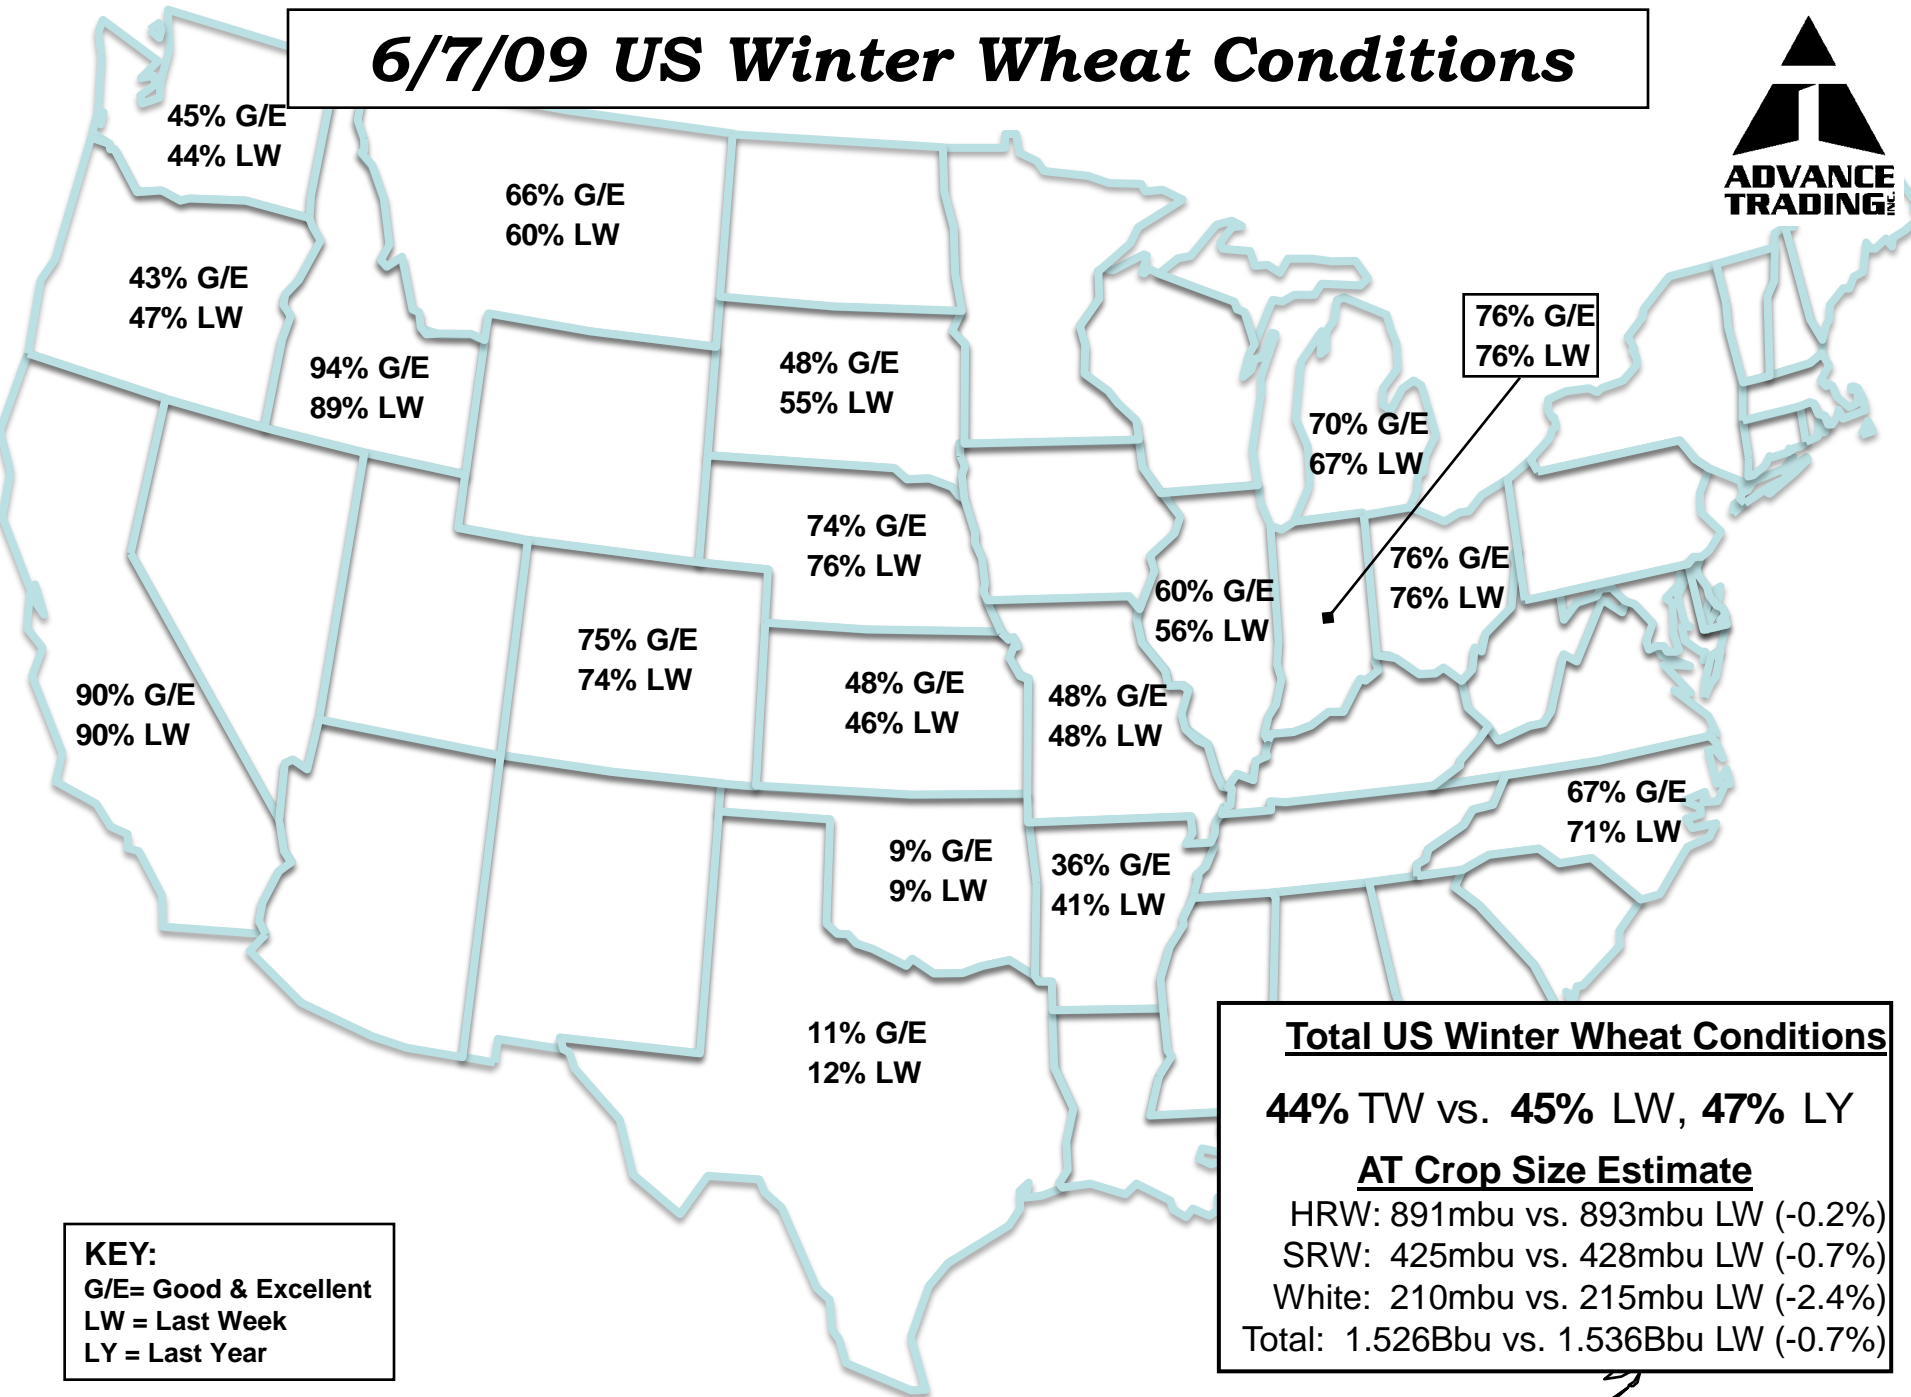 6/7/09 US Winter Wheat Conditions
ADVANCE
TRADING INC.
45% G/E
44% LW
66% G/E
60% LW
43% G/E
47% LW
94% G/E
89% LW
48% G/E
55% LW
76% G/E
76% LW
70% G/E
67% LW
74% G/E
76% LW
76% G/E
76% LW
60% G/E
56% LW
75% G/E
74% LW
90% G/E
90% LW
48% G/E
46% LW
48% G/E
48% LW
67% G/E
71% LW
9% G/E
9% LW
36% G/E
41% LW
11% G/E
12% LW
Total US Winter Wheat Conditions
44% TW vs. 45% LW, 47% LY
AT Crop Size Estimate
HRW: 891mbu vs. 893mbu LW (-0.2%)
SRW: 425mbu vs. 428mbu LW (-0.7%)
White: 210mbu vs. 215mbu LW (-2.4%)
Total: 1.526Bbu vs. 1.536Bbu LW (-0.7%)
KEY:
G/E= Good & Excellent
LW = Last Week
LY = Last Year